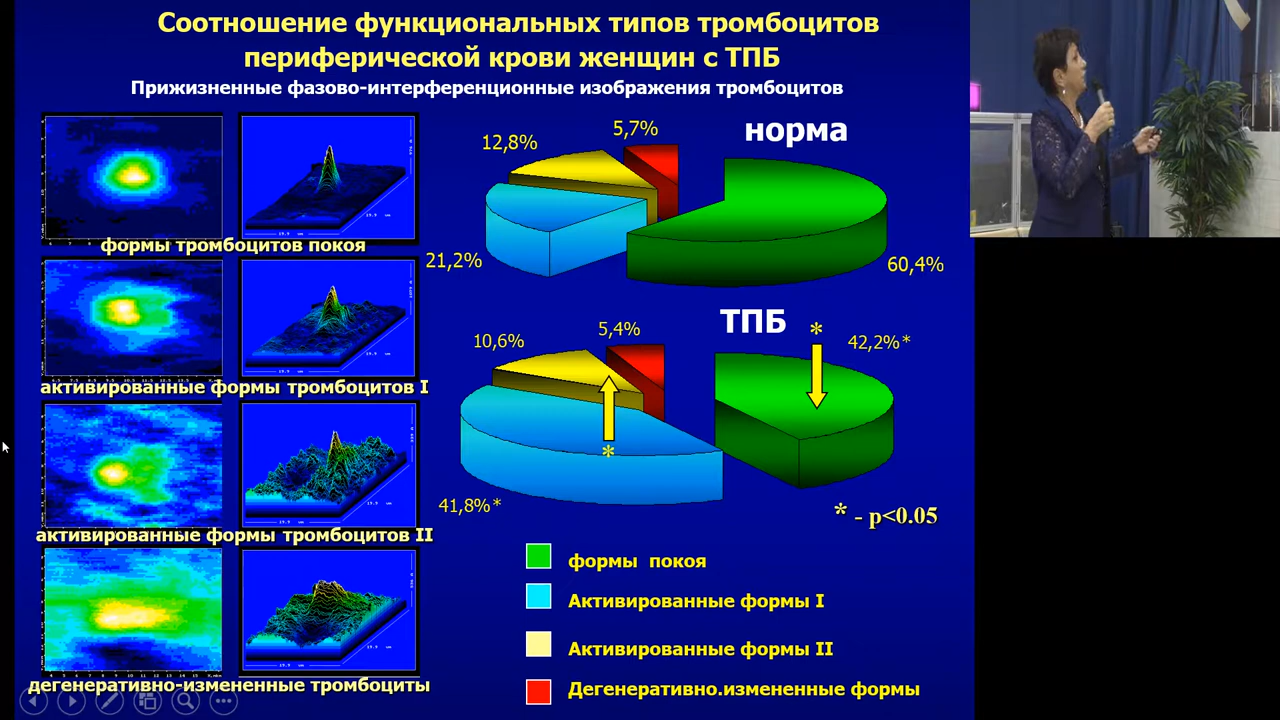 Соотношение функциональных типов тромбоцитов
периферической крови женщин с ТПБ
Прижизненные фазово-интерференционные изображения тромбоцитов
формы тромбоцитов покоя
активированные формы тромбоцитов I
активированные формы тромбоцитов II
дегенеративно-измененные тромбоциты
норма
12,8%
5,7%
21,2%
60,4%
ТПБ
10,6%
5,4%
*
42,2%*
*
41,8%*
* - p<0.05
формы покоя
Активированные формы I
Активированные формы II
Дегенеративно.измененные формы